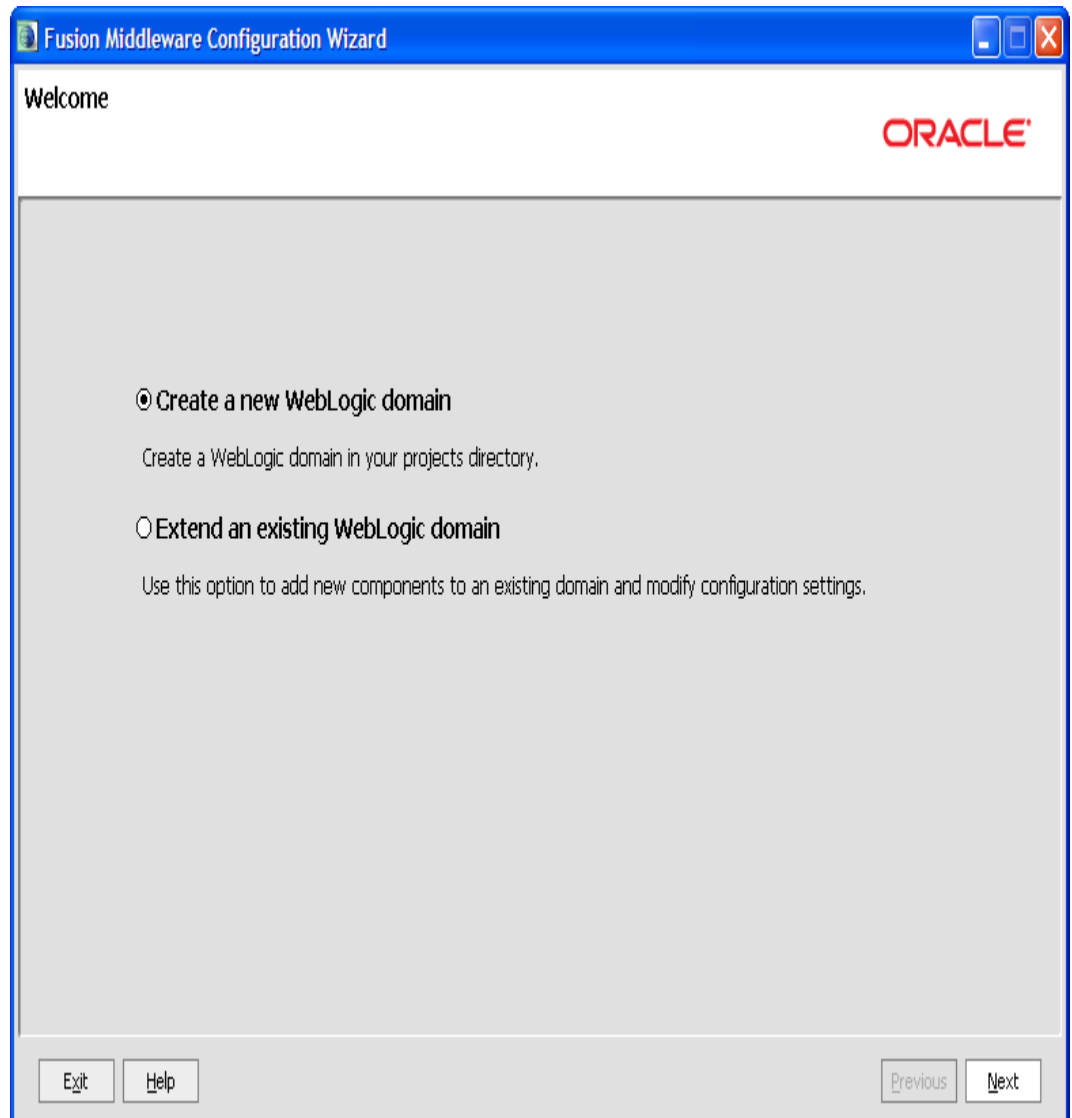 Fusion Middleware Configuration Wizard
Welcome
ORACLE
Create a new WebLogic domain
Create a WebLogic domain in your projects directory.
Extend an existing WebLogic domain
Use this option to add new components to an existing domain and modify configuration settings.
Exit Help Previous Next